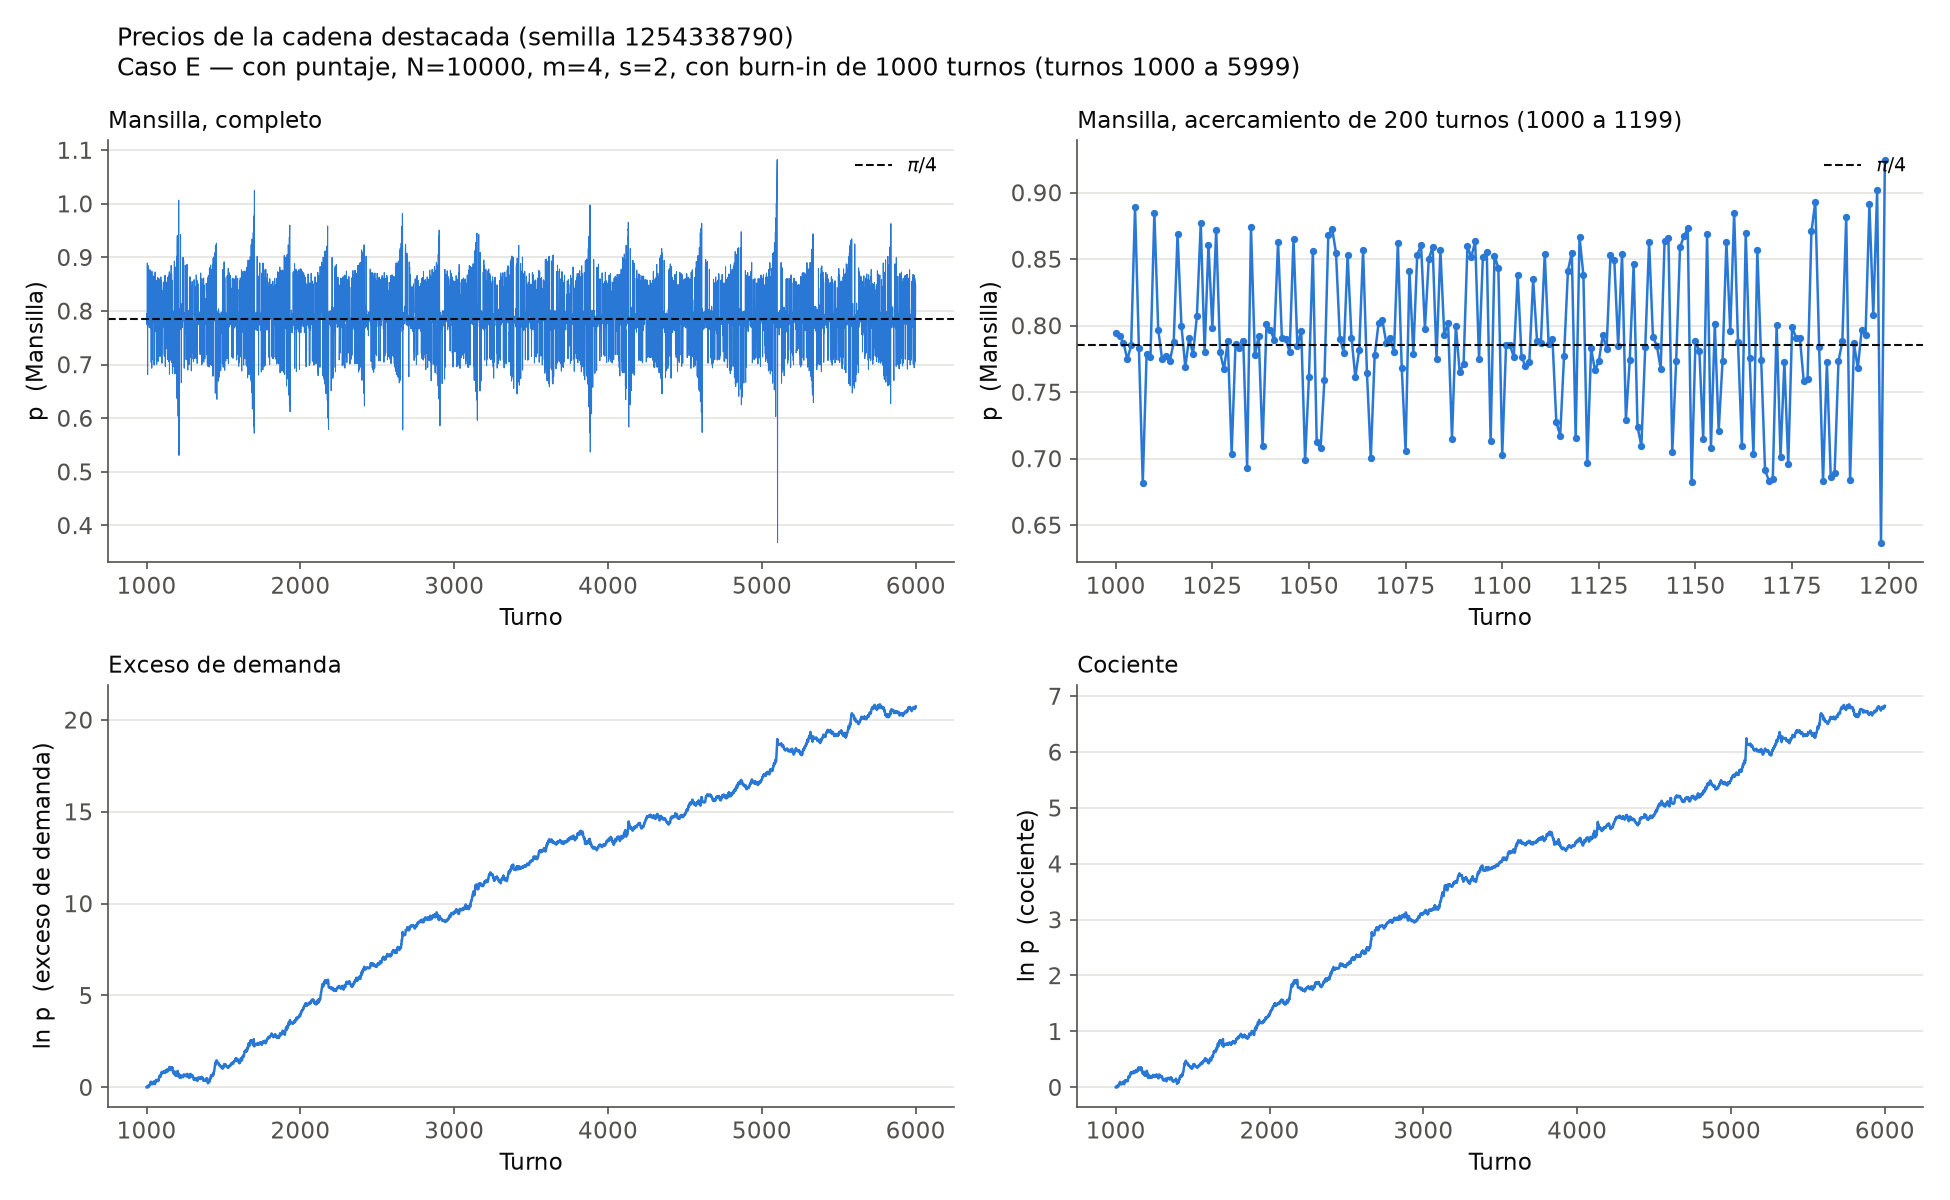 Precios de la cadena destacada (semilla 1254338790)
Caso E — con puntaje, N=10000, m=4, s=2, con burn-in de 1000 turnos (turnos 1000 a 5999)
Mansilla, completo
1.1
1.0
0.9
0.8
0.7
0.6
0.5
0.4
p (Mansilla)
π/4
1000 2000 3000 4000 5000 6000
Turno
Mansilla, acercamiento de 200 turnos (1000 a 1199)
0.90
0.85
0.80
0.75
0.70
0.65
p (Mansilla)
π/4
1000 1025 1050 1075 1100 1125 1150 1175 1200
Turno
Exceso de demanda
20
15
10
5
0
ln p (exceso de demanda)
1000 2000 3000 4000 5000 6000
Turno
Cociente
7
6
5
4
3
2
1
0
ln p (cociente)
1000 2000 3000 4000 5000 6000
Turno